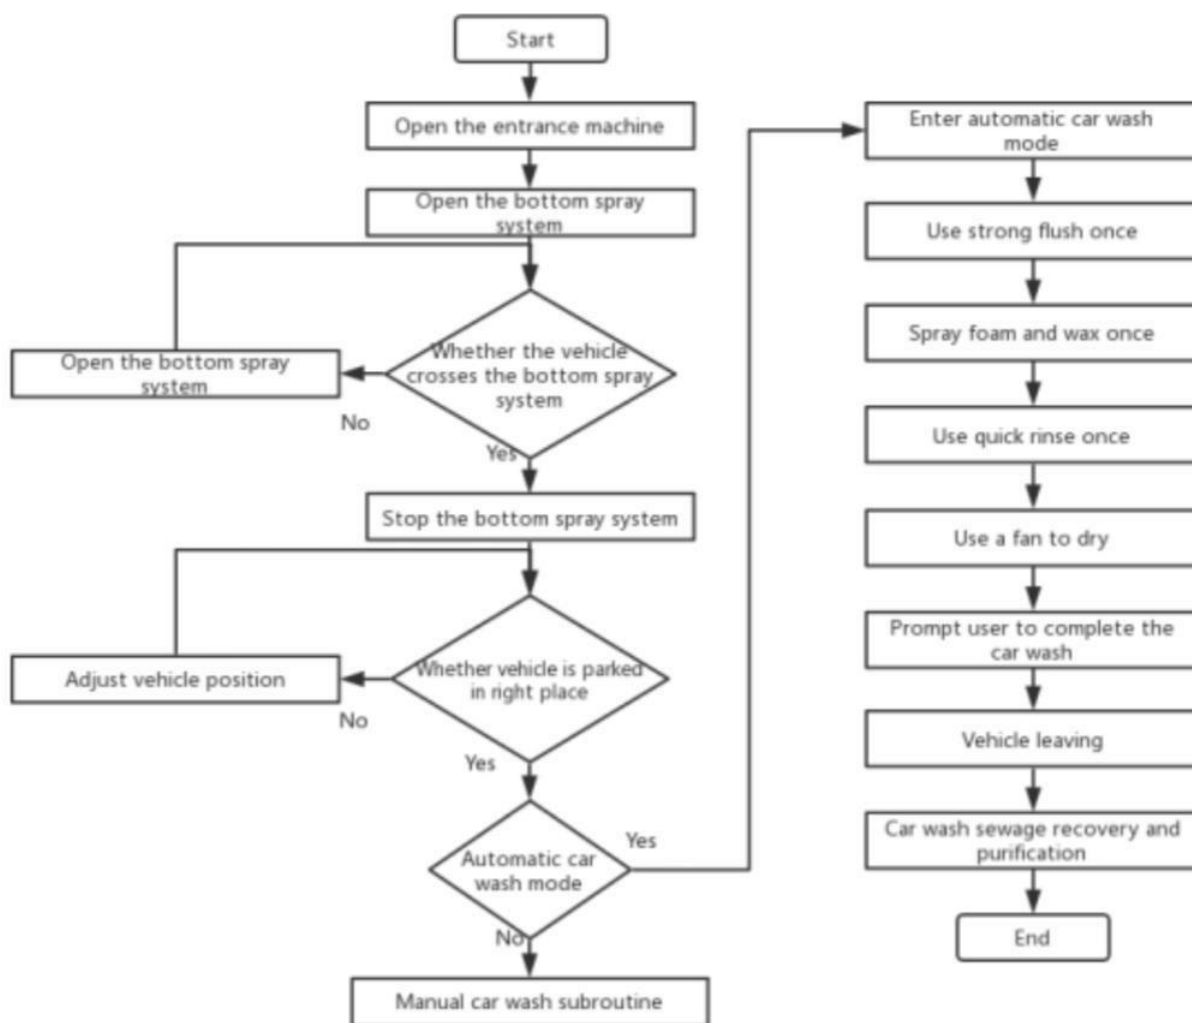 Start
Open the entrance machine
Open the bottom spray
system
Whether the vehicle
crosses the bottom spray
system
Open the bottom spray
system
No
Yes
Stop the bottom spray system
Whether vehicle is parked
in right place
Adjust vehicle position
No
Yes
Automatic car
wash mode
Yes
No
Manual car wash subroutine
Enter automatic car wash
mode
Use strong flush once
Spray foam and wax once
Use quick rinse once
Use a fan to dry
Prompt user to complete the
car wash
Vehicle leaving
Car wash sewage recovery and
purification
End